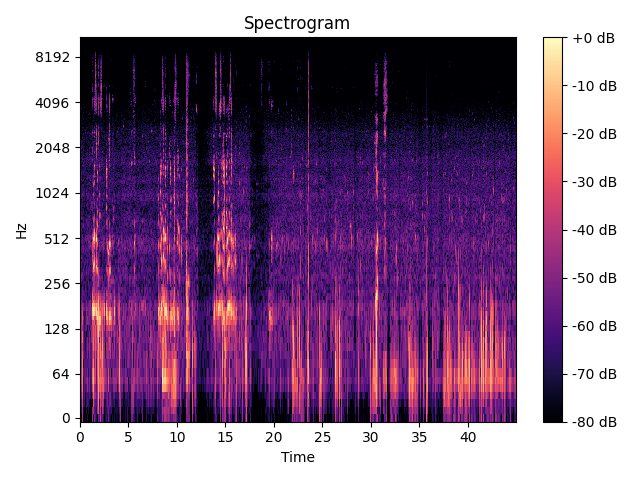 Spectrogram
Hz
8192
4096
2048
1024
512
256
128
64
0
0 5 10 15 20 25 30 35 40
Time
+0 dB
-10 dB
-20 dB
-30 dB
-40 dB
-50 dB
-60 dB
-70 dB
-80 dB